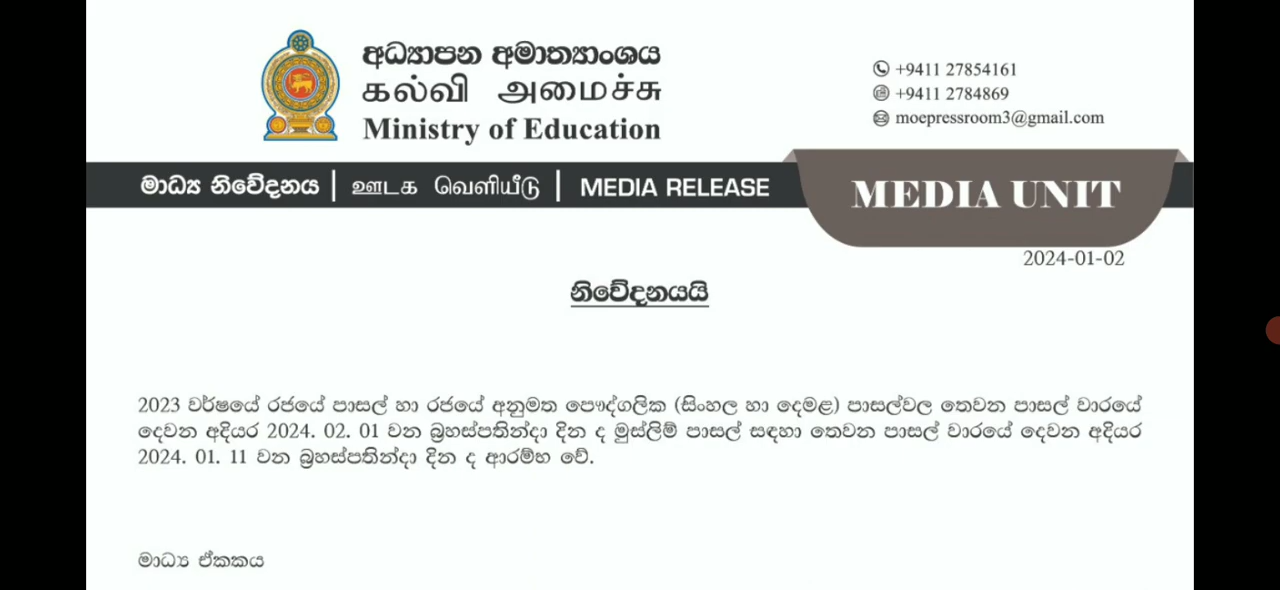 අධ්‍යාපන අමාත්‍යාංශය
கல்வி அமைச்சு
Ministry of Education
+9411 27854161
+9411 2784869
moepressroom3@gmail.com
මාධ්‍ය නිවේදනය | ஊடக வெளியீடு | MEDIA RELEASE
MEDIA UNIT
2024-01-02
නිවේදනයයි
2023 වර්ෂයේ රජයේ පාසල් හා රජයේ අනුමත පෞද්ගලික (සිංහල හා දෙමළ) පාසල්වල තෙවන පාසල් වාරයේ
දෙවන අදියර 2024. 02. 01 වන බ්‍රහස්පතින්දා දින ද මුස්ලිම් පාසල් සඳහා තෙවන පාසල් වාරයේ දෙවන අදියර
2024. 01. 11 වන බ්‍රහස්පතින්දා දින ද ආරම්භ වේ.
මාධ්‍ය ඒකකය